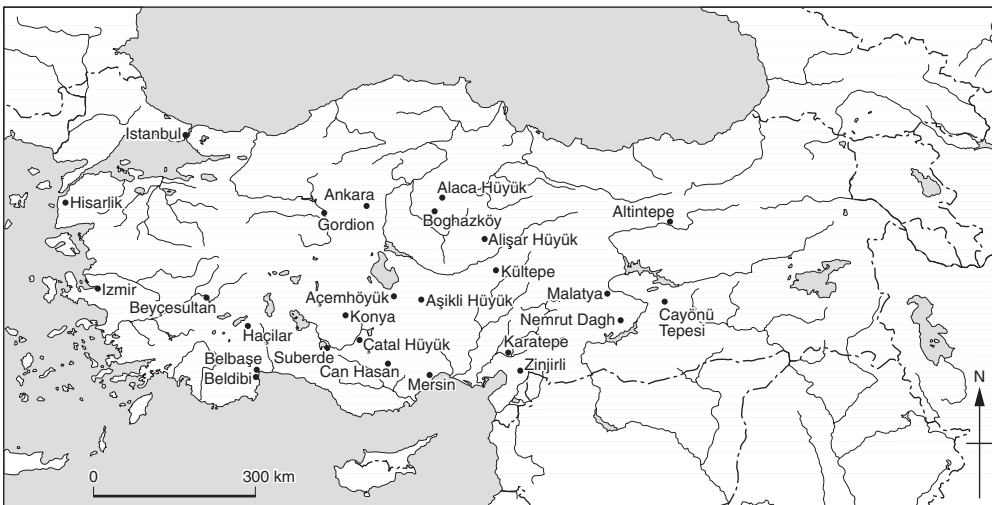 Istanbul
Hisarlik
Ankara
Gordion
Alaca Hüyük
Boghazköy
Altintepe
Alişar Hüyük
Kültepe
Izmir
Beyçesultan
Açemhöyük
Aşikli Hüyük
Malatya
Konya
Nemrut Dagh
Cayönü
Tepesi
Haçilar
Çatal Hüyük
Karatepe
Belbaşe
Suberde
Zinjirli
Beldibi
Can Hasan
Mersin
N
0
300 km